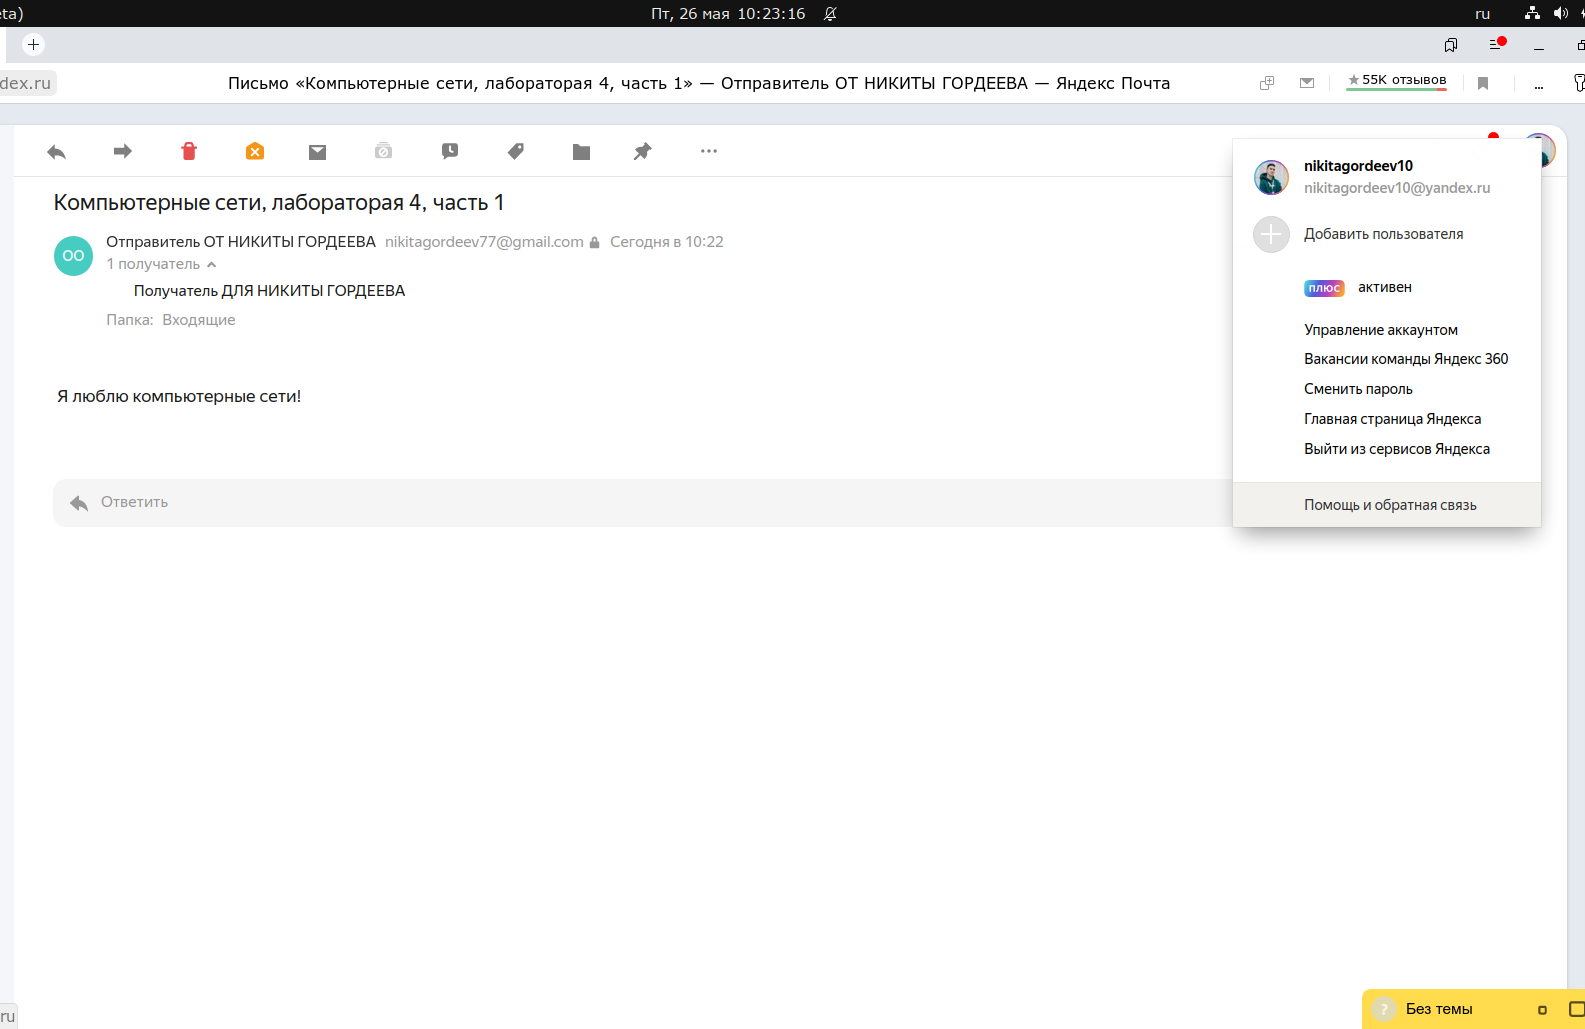 eta)
Пт, 26 мая 10:23:16
ru
dex.ru
Письмо «Компьютерные сети, лабораторая 4, часть 1» — Отправитель ОТ НИКИТЫ ГОРДЕЕВА — Яндекс Почта
55K отзывов
Компьютерные сети, лабораторая 4, часть 1
ОО
Отправитель ОТ НИКИТЫ ГОРДЕЕВА nikitagordeev77@gmail.com Сегодня в 10:22
1 получатель
Получатель ДЛЯ НИКИТЫ ГОРДЕЕВА
Папка: Входящие
Я люблю компьютерные сети!
Ответить
nikitagordeev10
nikitagordeev10@yandex.ru
Добавить пользователя
плюс активен
Управление аккаунтом
Вакансии команды Яндекс 360
Сменить пароль
Главная страница Яндекса
Выйти из сервисов Яндекса
Помощь и обратная связь
ru
? Без темы